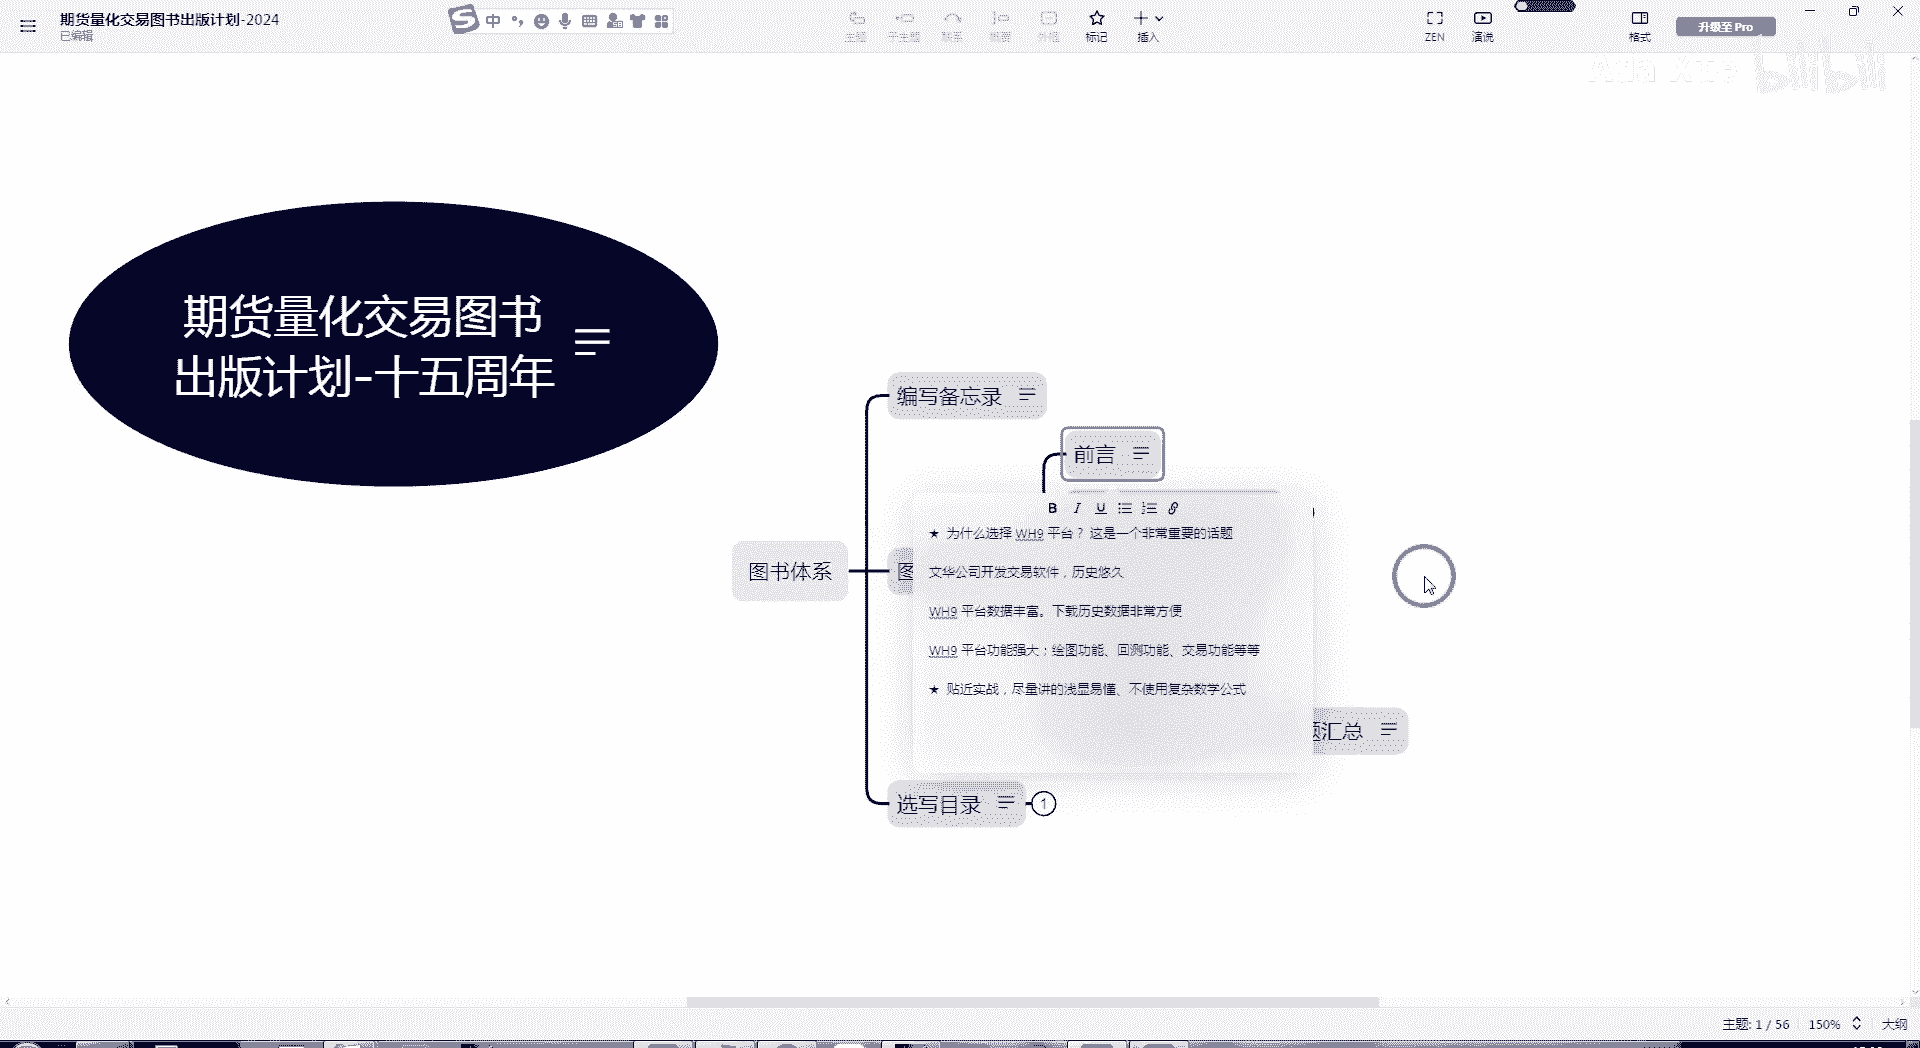 期货量化交易图书出版计划-2024
已编辑
中
主题
子主题
联系
概要
外框
标记
插入
ZEN
演说
格式
升级至 Pro
bilibili
期货量化交易图书
出版计划-十五周年
编写备忘录
前言
B I U
★ 为什么选择 WH9 平台？ 这是一个非常重要的话题
图书体系
图
文华公司开发交易软件，历史悠久
WH9 平台数据丰富。下载历史数据非常方便
WH9 平台功能强大：绘图功能、回测功能、交易功能等等
★ 贴近实战，尽量讲的浅显易懂、不使用复杂数学公式
题汇总
选写目录
1
主题: 1 / 56
150%
大纲